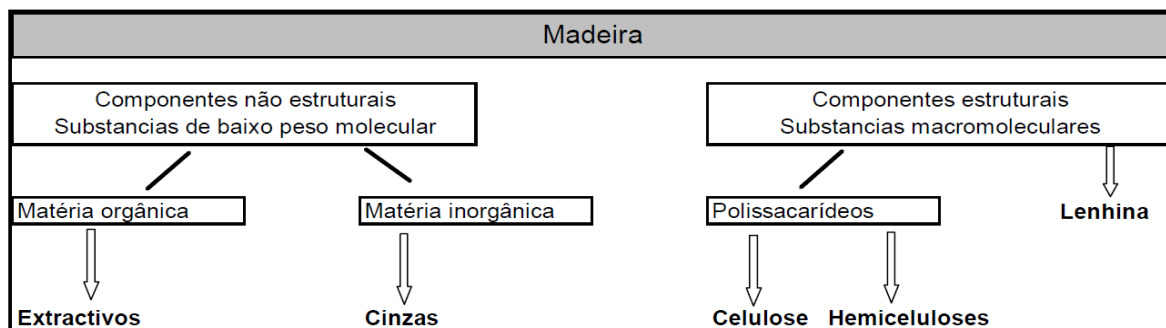 Madeira
Componentes não estruturais
Substancias de baixo peso molecular
Componentes estruturais
Substancias macromoleculares
Matéria orgânica
Matéria inorgânica
Polissacarídeos
Lenhina
Extractivos
Cinzas
Celulose
Hemiceluloses